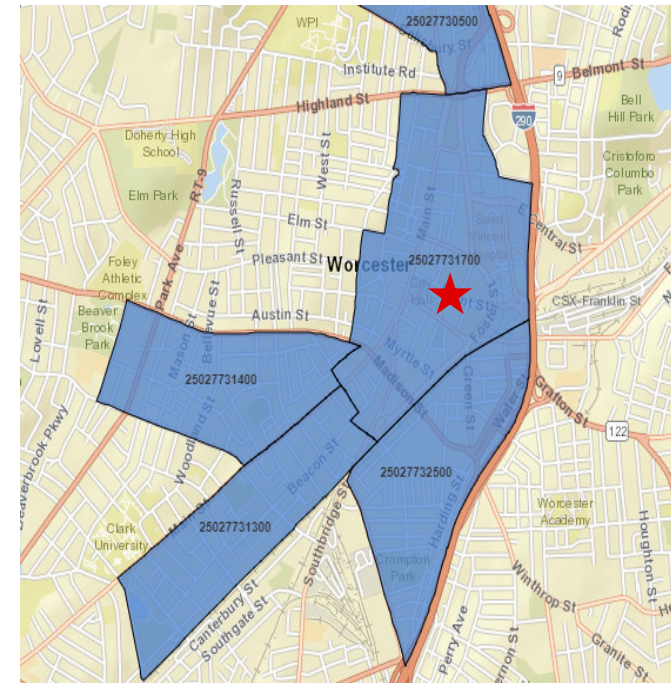 WPI
25027730500
Salisbury St
Institute Rd
9
Belmont St
Highland St
290
Bell
Hill Park
Doherty High
School
RT-9
West St
Main St
Cristoforo
Columbo
Park
Elm Park
Russell St
Elm St
Saint
Vincent
E Central St
Pleasant St
Worcester
25027731700
Foley
Athletic
Complex
Park Ave
City
Hall
Foster St
CSX-Franklin St
Lovell St
Beaver
Brook
Park
Mason St
Bellevue St
Austin St
Myrtle St
Madison St
Green St
Water St
Grafton St
25027731400
122
Beaverbrook Pkwy
Woodland St
Beacon St
25027732500
Main St
Southbridge St
Harding St
Worcester
Academy
Houghton St
Clark
University
25027731300
Crompton
Park
Canterbury St
Southgate St
Winthrop St
Perry Ave
Vernon St
Granite St